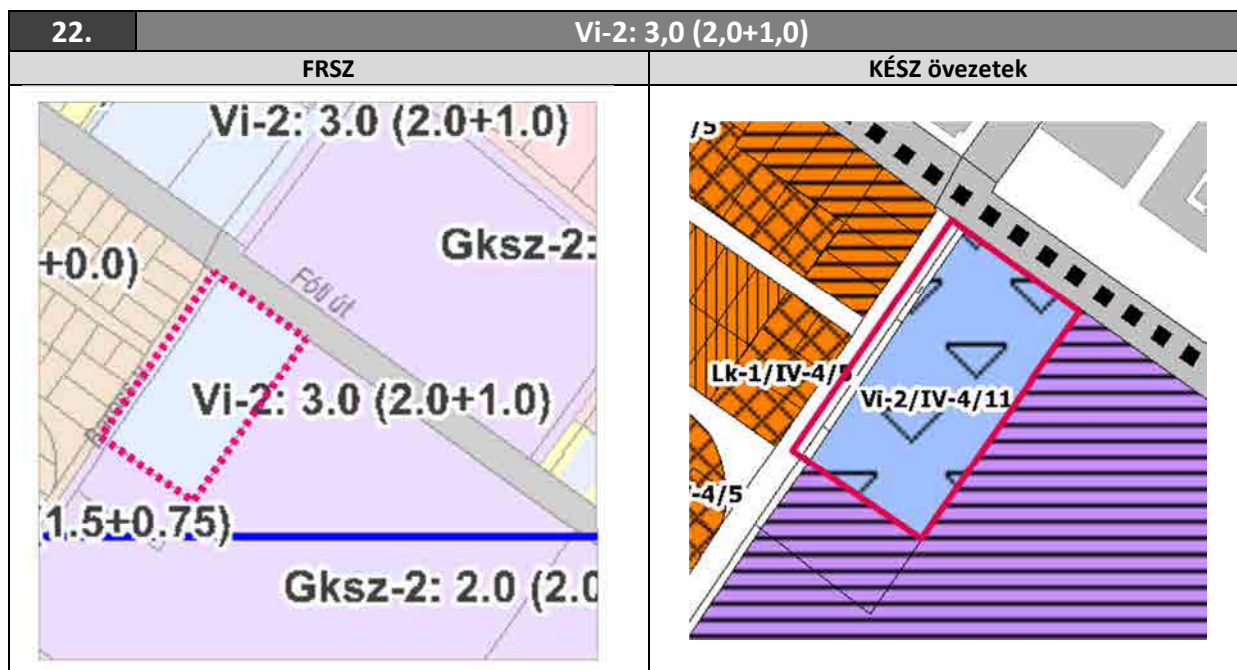 22.
Vi-2: 3,0 (2,0+1,0)
FRSZ
KÉSZ övezetek
Vi-2: 3.0 (2.0+1.0)
Gksz-2:
+0.0)
Fóti út
Vi-2: 3.0 (2.0+1.0)
1.5+0.75)
Gksz-2: 2.0 (2.0
/5
Lk-1/IV-4/5
Vi-2/IV-4/11
-4/5